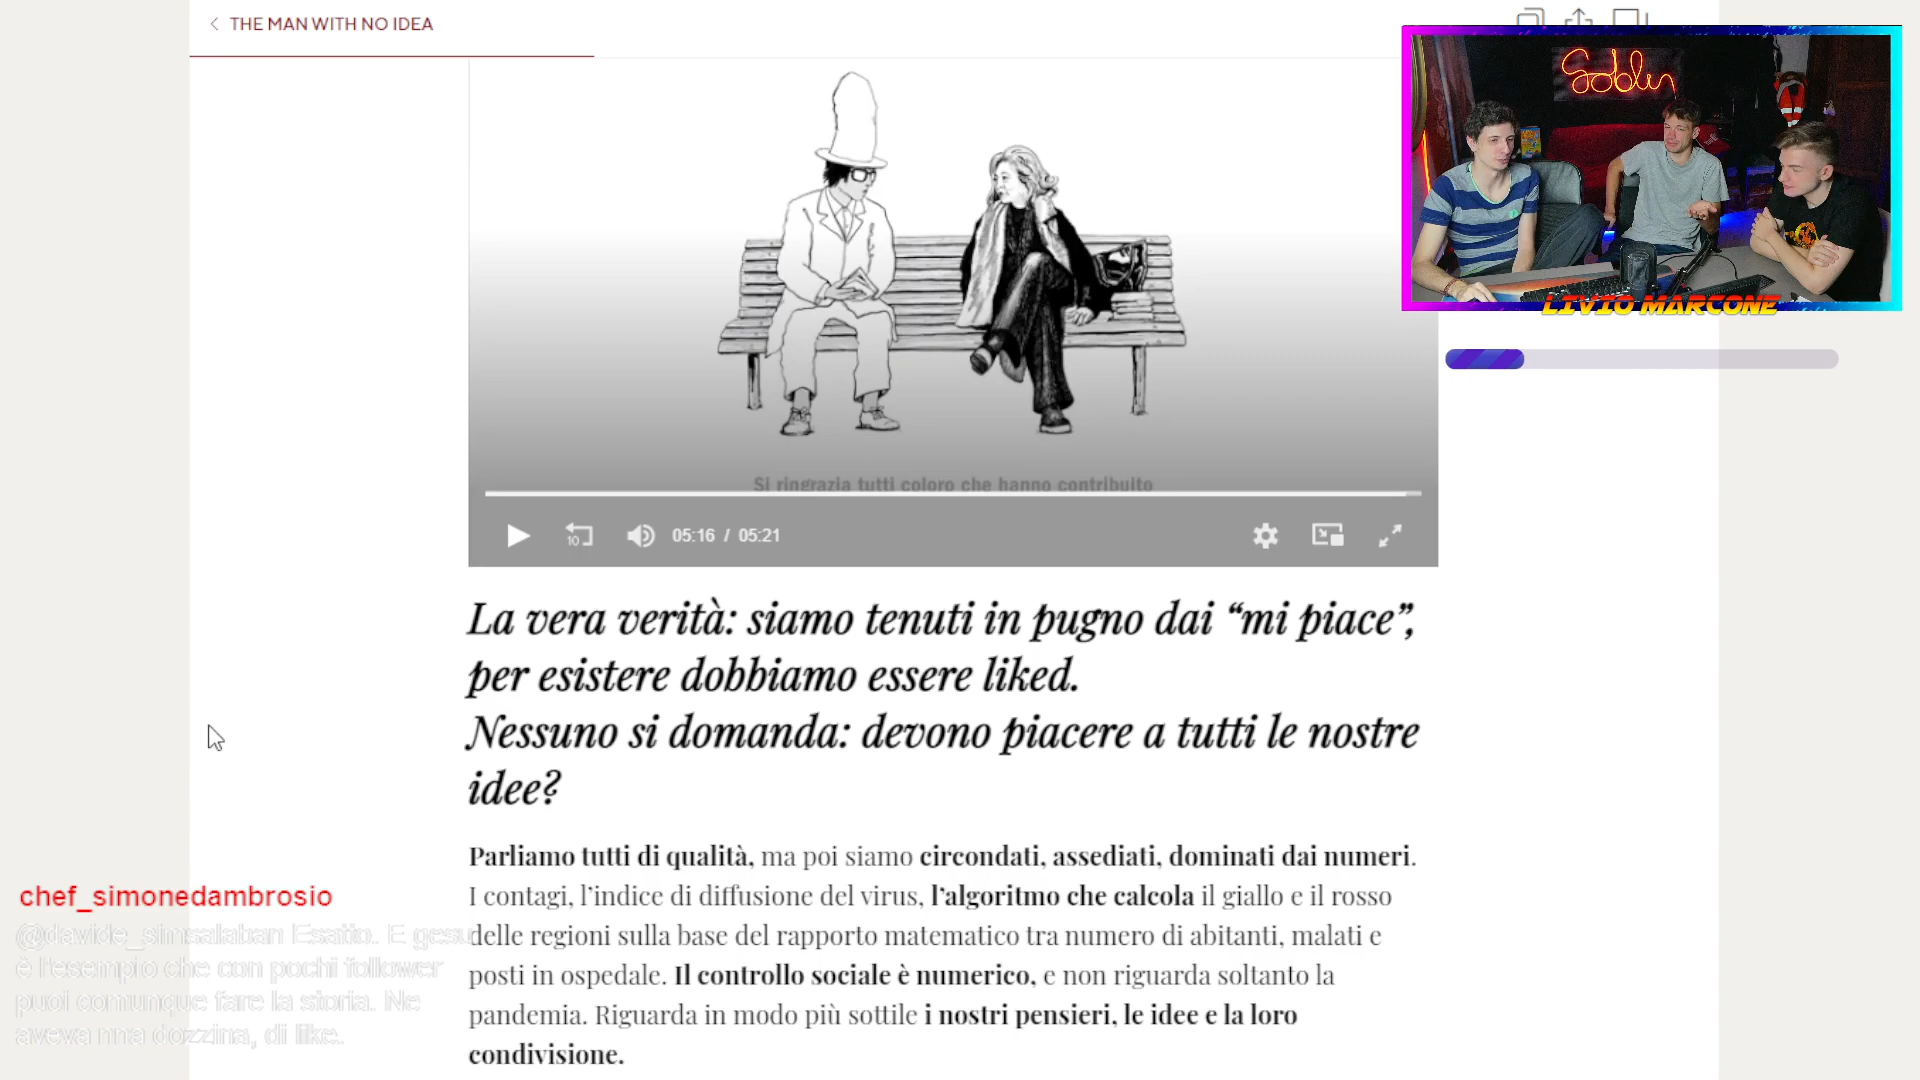 THE MAN WITH NO IDEA
Goblin
LIVIO MARCONE
Si ringrazia tutti coloro che hanno contribuito
10
05:16 / 05:21
La vera verità: siamo tenuti in pugno dai “mi piace”,
per esistere dobbiamo essere liked.
Nessuno si domanda: devono piacere a tutti le nostre
idee?
Parliamo tutti di qualità, ma poi siamo circondati, assediati, dominati dai numeri.
I contagi, l’indice di diffusione del virus, l’algoritmo che calcola il giallo e il rosso
delle regioni sulla base del rapporto matematico tra numero di abitanti, malati e
posti in ospedale. Il controllo sociale è numerico, e non riguarda soltanto la
pandemia. Riguarda in modo più sottile i nostri pensieri, le idee e la loro
condivisione.
chef_simonedambrosio
@davide_simsalaban Esatto. E gesu
è l'esempio che con pochi follower
puoi comunque fare la storia. Ne
aveva nna dozzina, di like.